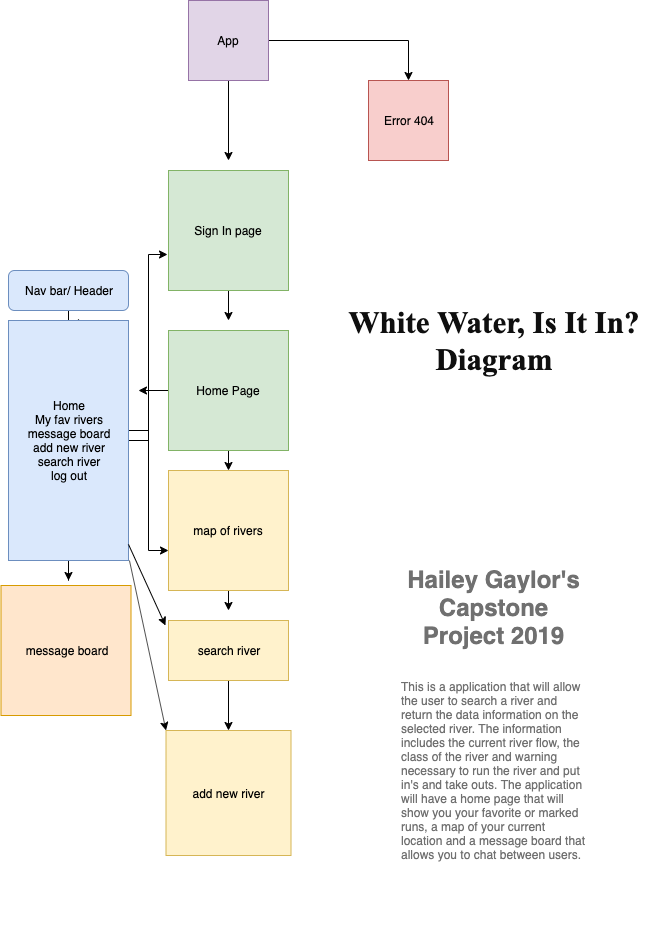 App
Error 404
Sign In page
Nav bar/ Header
White Water, Is It In?
Diagram
Home
My fav rivers
message board
add new river
search river
log out
Home Page
map of rivers
Hailey Gaylor's
Capstone
Project 2019
message board
search river
add new river
This is a application that will allow
the user to search a river and
return the data information on the
selected river. The information
includes the current river flow, the
class of the river and warning
necessary to run the river and put
in's and take outs. The application
will have a home page that will
show you your favorite or marked
runs, a map of your current
location and a message board that
allows you to chat between users.